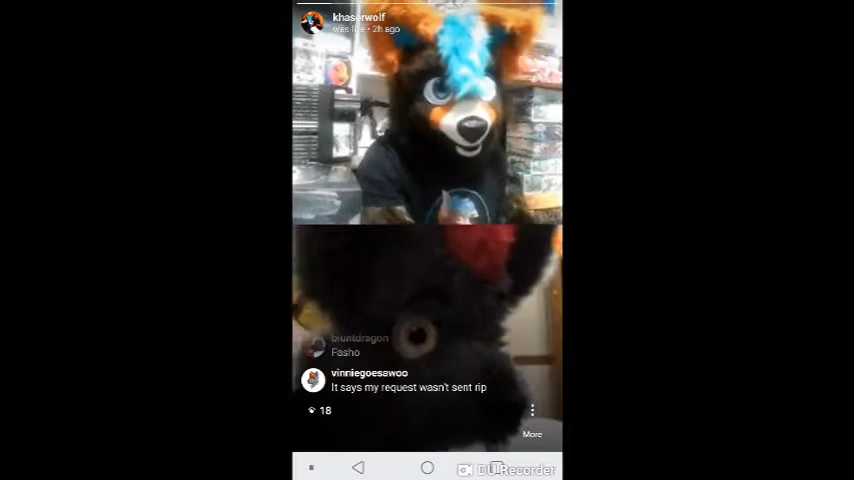 khaserwolf
was live • 2h ago
bluntdragon
Fasho
vinniegoesawoo
It says my request wasn't sent rip
18
More
DU Recorder